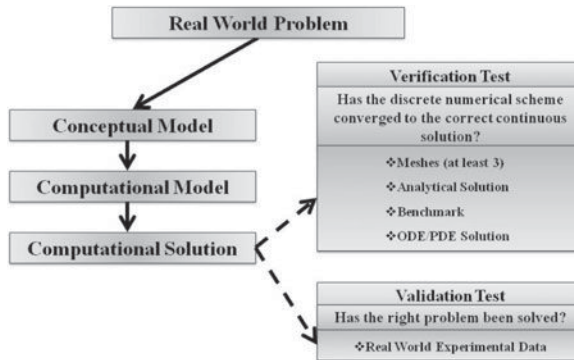 Real World Problem
Conceptual Model
Computational Model
Computational Solution
Verification Test
Has the discrete numerical scheme
converged to the correct continuous
solution?
❖Meshes (at least 3)
❖Analytical Solution
❖Benchmark
❖ODE/PDE Solution
Validation Test
Has the right problem been solved?
❖Real World Experimental Data